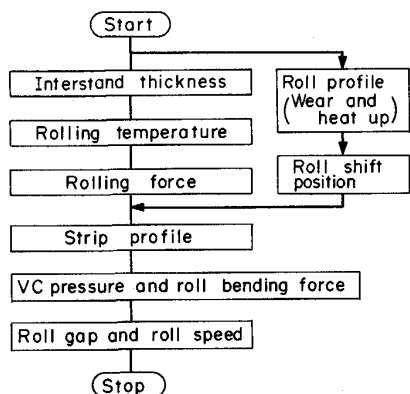 Start
Interstand thickness
Rolling temperature
Rolling force
Roll profile
(Wear and
heat up)
Roll shift
position
Strip profile
VC pressure and roll bending force
Roll gap and roll speed
Stop